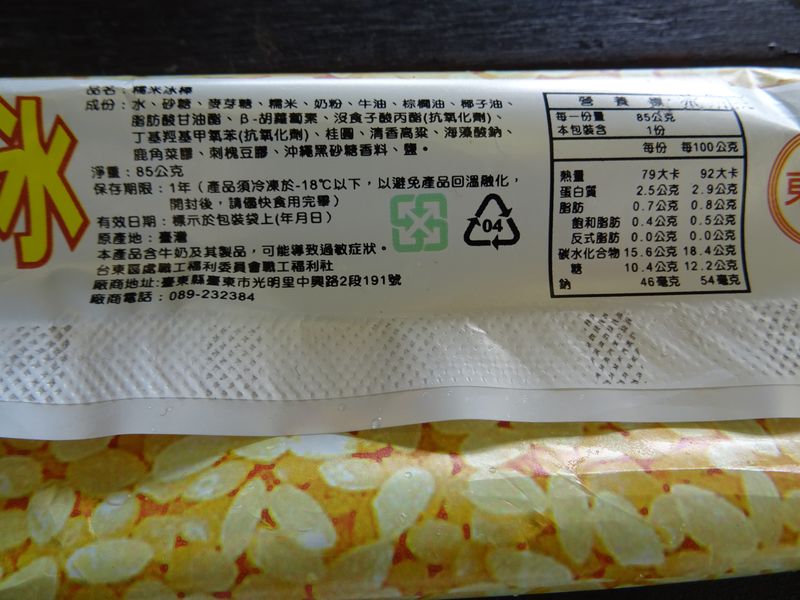 冰
品名：糯米冰棒
成份：水、砂糖、麥芽糖、糯米、奶粉、牛油、棕櫚油、椰子油、
脂肪酸甘油酯、β-胡蘿蔔素、沒食子酸丙酯(抗氧化劑)、
丁基羥基甲氧苯(抗氧化劑)、桂圓、清香高粱、海藻酸鈉、
鹿角菜膠、刺槐豆膠、沖繩黑砂糖香料、鹽。
淨重：85公克
保存期限：1年（產品須冷凍於-18℃以下，以避免產品回溫融化，
開封後，請儘快食用完畢）
有效日期：標示於包裝袋上(年月日)
原產地：臺灣
本產品含牛奶及其製品，可能導致過敏症狀。
台東區處職工福利委員會職工福利社
廠商地址:臺東縣臺東市光明里中興路2段191號
廠商電話：089-232384
04
營養標示
每一份量 85公克
本包裝含 1份
每份 每100公克
熱量 79大卡 92大卡
蛋白質 2.5公克 2.9公克
脂肪 0.7公克 0.8公克
飽和脂肪 0.4公克 0.5公克
反式脂肪 0.0公克 0.0公克
碳水化合物 15.6公克 18.4公克
糖 10.4公克 12.2公克
鈉 46毫克 54毫克